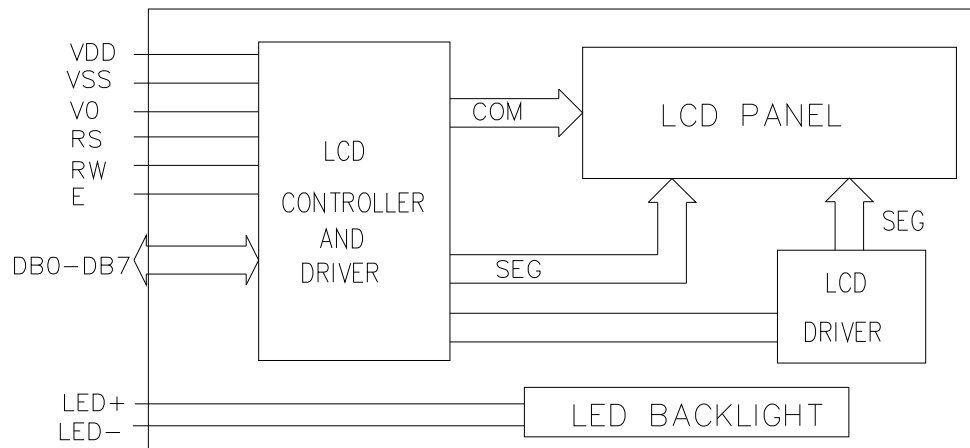 VDD
VSS
V0
RS
RW
E
DB0-DB7
LED+
LED-
LCD
CONTROLLER
AND
DRIVER
COM
SEG
LCD PANEL
SEG
LCD
DRIVER
LED BACKLIGHT